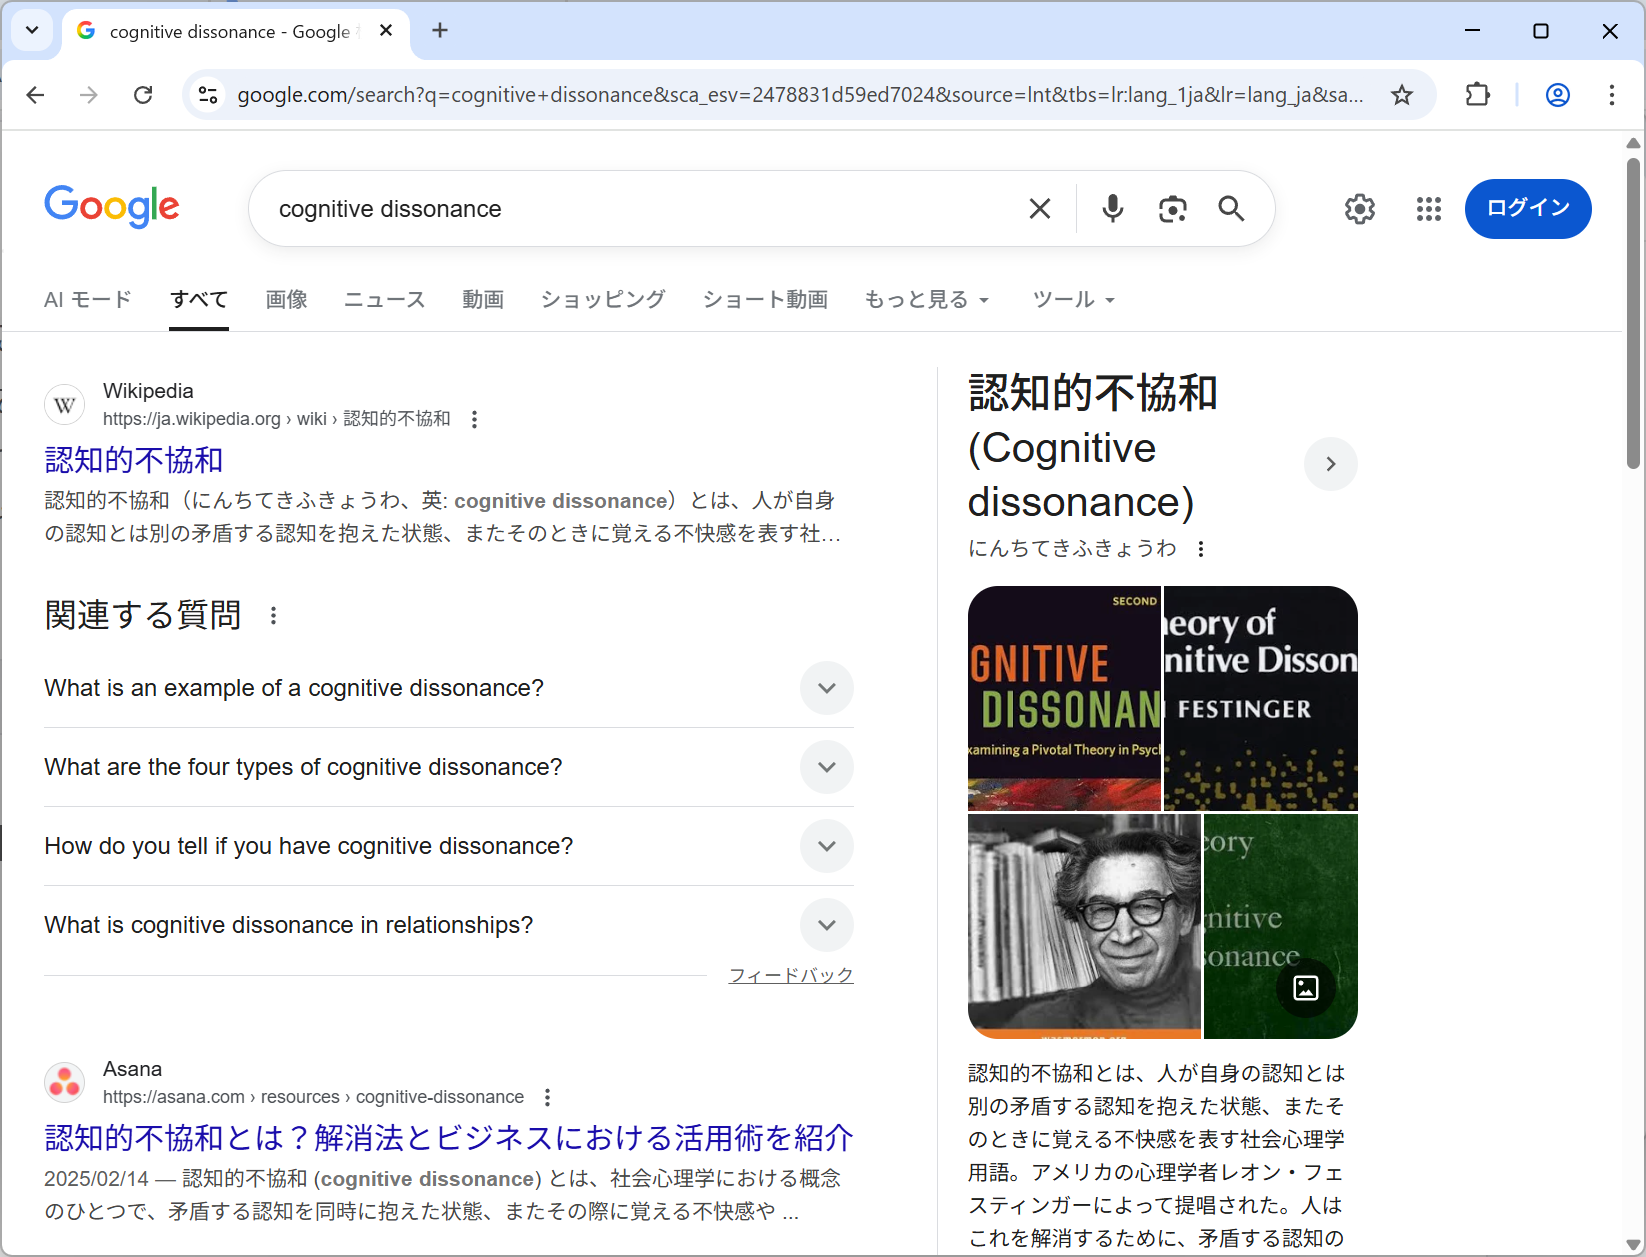 cognitive dissonance - Google
google.com/search?q=cognitive+dissonance&sca_esv=2478831d59ed7024&source=lnt&tbs=lr:lang_1ja&lr=lang_ja&sa...
Google
cognitive dissonance
ログイン
AI モード すべて 画像 ニュース 動画 ショッピング ショート動画 もっと見る ツール
W
Wikipedia
https://ja.wikipedia.org › wiki › 認知的不協和
認知的不協和
認知的不協和（にんちてきふきょうわ、英: cognitive dissonance）とは、人が自身
の認知とは別の矛盾する認知を抱えた状態、またそのときに覚える不快感を表す社...
関連する質問
What is an example of a cognitive dissonance?
What are the four types of cognitive dissonance?
How do you tell if you have cognitive dissonance?
What is cognitive dissonance in relationships?
フィードバック
Asana
https://asana.com › resources › cognitive-dissonance
認知的不協和とは？解消法とビジネスにおける活用術を紹介
2025/02/14 — 認知的不協和 (cognitive dissonance) とは、社会心理学における概念
のひとつで、矛盾する認知を同時に抱えた状態、またその際に覚える不快感や ...
認知的不協和
(Cognitive
dissonance)
にんちてきふきょうわ
SECOND
GNITIVE
DISSONAN
xamining a Pivotal Theory in Psych
eory of
nitive Disson
FESTINGER
eory
nitive
sonance
認知的不協和とは、人が自身の認知とは
別の矛盾する認知を抱えた状態、またそ
のときに覚える不快感を表す社会心理学
用語。アメリカの心理学者レオン・フェ
スティンガーによって提唱された。人は
これを解消するために、矛盾する認知の